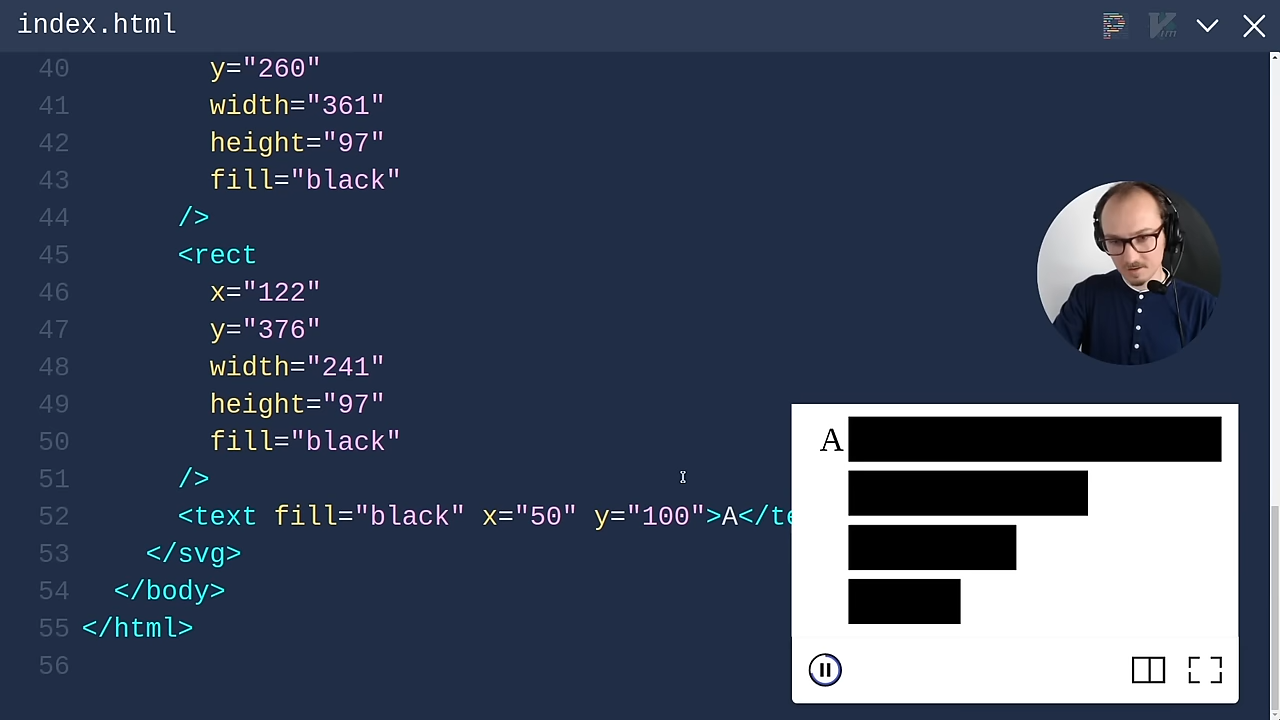 index.html
40 y="260"
41 width="361"
42 height="97"
43 fill="black"
44 />
45 <rect
46 x="122"
47 y="376"
48 width="241"
49 height="97"
50 fill="black"
51 />
52 <text fill="black" x="50" y="100">A</te
53 </svg>
54 </body>
55 </html>
56
A